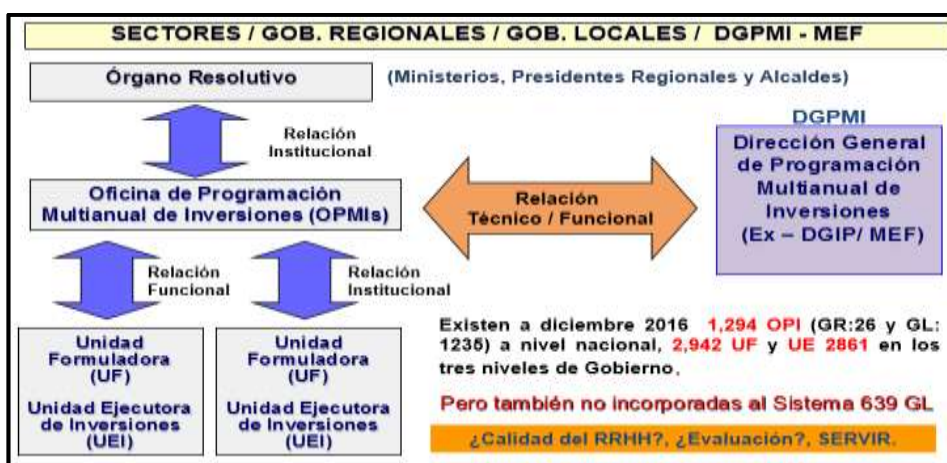 SECTORES / GOB. REGIONALES / GOB. LOCALES / DGPMI - MEF
Órgano Resolutivo
(Ministerios, Presidentes Regionales y Alcaldes)
Relación
Institucional
DGPMI
Dirección General
de Programación
Multianual de
Inversiones
(Ex – DGIP/ MEF)
Oficina de Programación
Multianual de Inversiones (OPMIs)
Relación
Técnico / Funcional
Relación
Funcional
Relación
Institucional
Unidad
Formuladora
(UF)
Unidad Ejecutora
de Inversiones
(UEI)
Unidad
Formuladora
(UF)
Unidad Ejecutora
de Inversiones
(UEI)
Existen a diciembre 2016 1,294 OPI (GR:26 y GL:
1235) a nivel nacional, 2,942 UF y UE 2861 en los
tres niveles de Gobierno.
Pero también no incorporadas al Sistema 639 GL
¿Calidad del RRHH?, ¿Evaluación?, SERVIR.